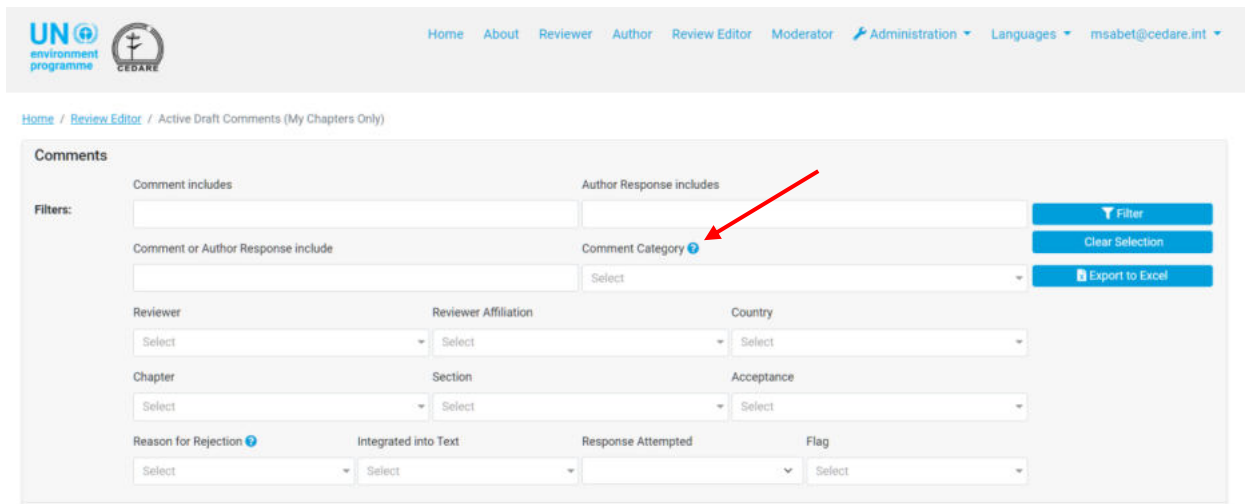 UN
environment
programme
CEDARE
Home About Reviewer Author Review Editor Moderator Administration Languages msabet@cedare.int
Home / Review Editor / Active Draft Comments (My Chapters Only)
Comments
Comment includes Author Response includes
Filters:
Filter
Comment or Author Response include Comment Category ?
Clear Selection
Select
Export to Excel
Reviewer Reviewer Affiliation Country
Select Select Select
Chapter Section Acceptance
Select Select Select
Reason for Rejection ? Integrated into Text Response Attempted Flag
Select Select Select